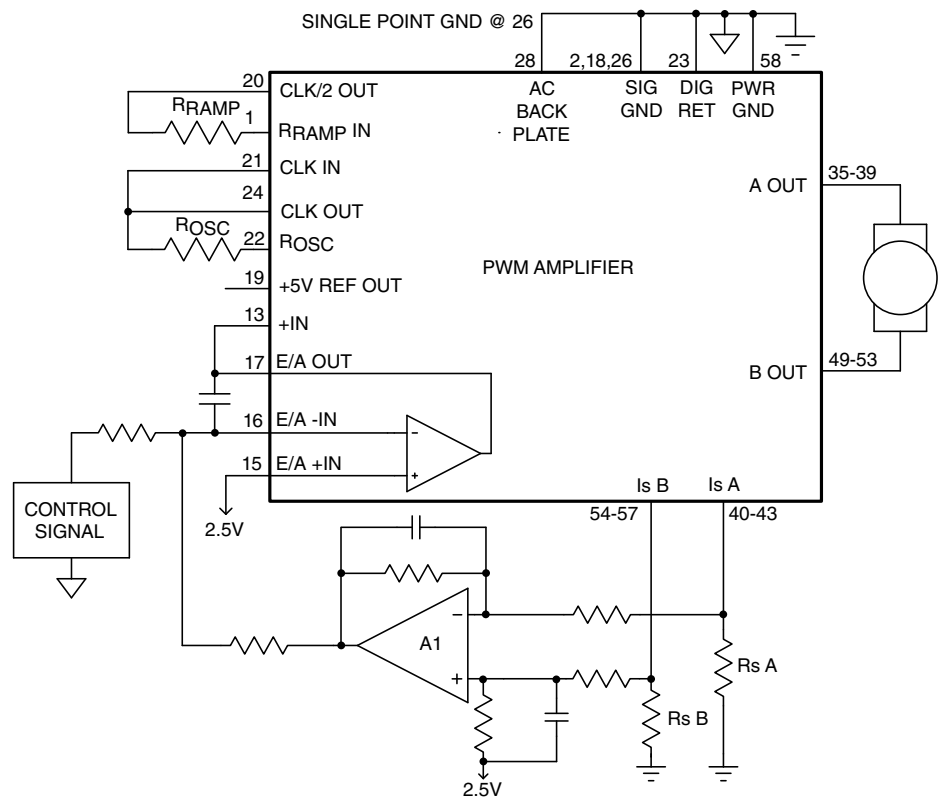 SINGLE POINT GND @ 26
28
2,18,26
23
58
AC
BACK
PLATE
SIG
GND
DIG
RET
PWR
GND
20
CLK/2 OUT
RRAMP
1
RRAMP IN
21
CLK IN
24
CLK OUT
ROSC
22
ROSC
19
+5V REF OUT
13
+IN
17
E/A OUT
16
E/A -IN
15
E/A +IN
2.5V
PWM AMPLIFIER
A OUT
35-39
B OUT
49-53
Is B
Is A
54-57
40-43
CONTROL
SIGNAL
-
+
A1
–
+
Rs A
Rs B
2.5V